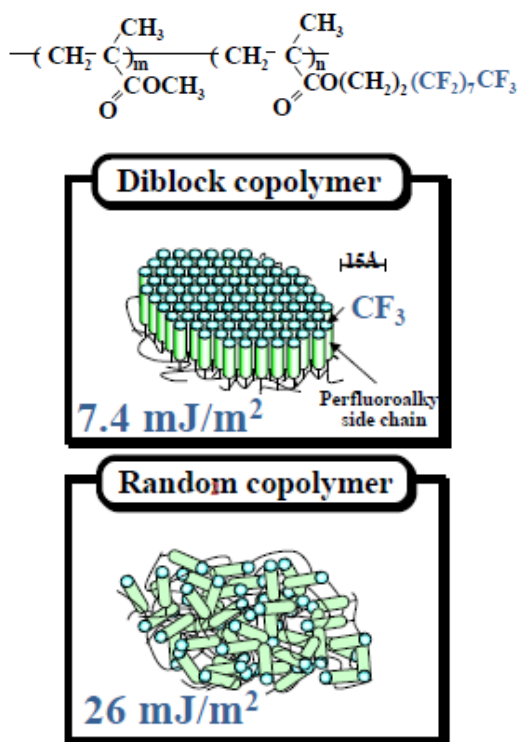 —( CH₂- C )m —— ( CH₂ - C )n
CH₃ CH₃
COCH₃ CO(CH₂)₂(CF₂)₇CF₃
O O
Diblock copolymer
15Å
CF₃
Perfluoroalky
side chain
7.4 mJ/m²
Random copolymer
26 mJ/m²